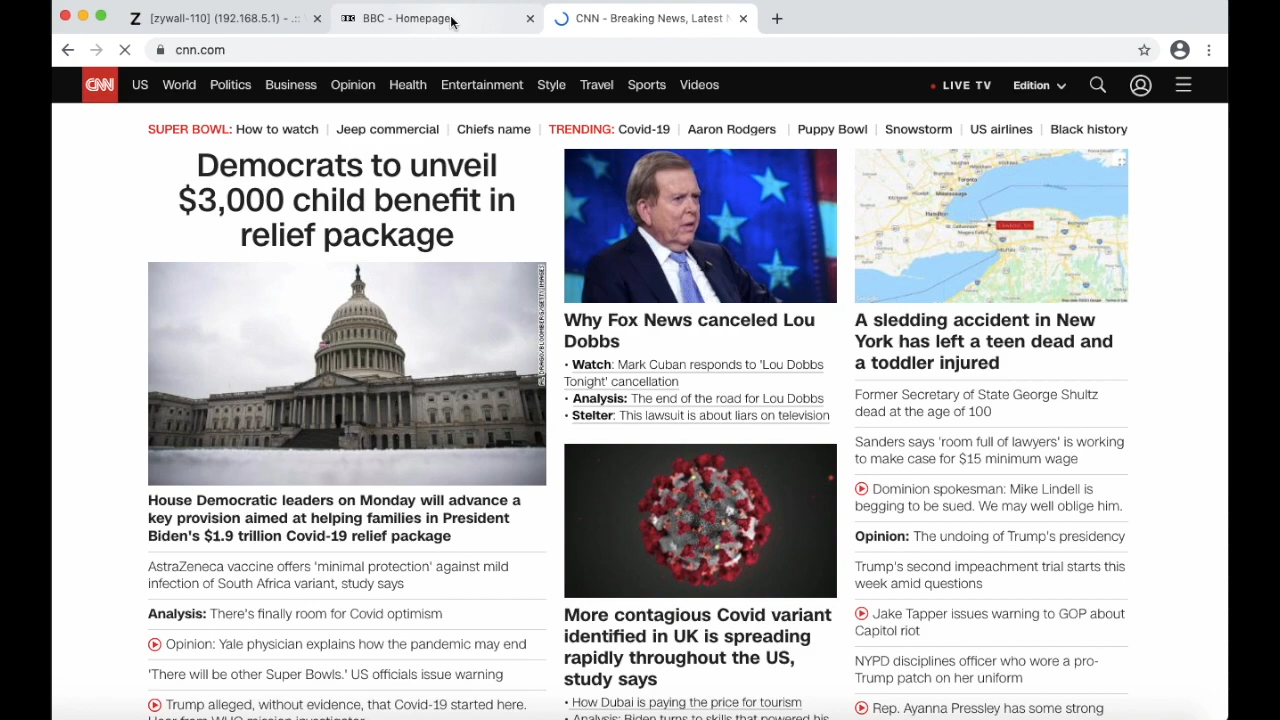 [zywall-110] (192.168.5.1) - .::
BBC - Homepage
CNN - Breaking News, Latest N
cnn.com
CNN US World Politics Business Opinion Health Entertainment Style Travel Sports Videos LIVE TV Edition
SUPER BOWL: How to watch Jeep commercial Chiefs name TRENDING: Covid-19 Aaron Rodgers Puppy Bowl Snowstorm US airlines Black history
Democrats to unveil
$3,000 child benefit in
relief package
House Democratic leaders on Monday will advance a
key provision aimed at helping families in President
Biden's $1.9 trillion Covid-19 relief package
AstraZeneca vaccine offers 'minimal protection' against mild
infection of South Africa variant, study says
Analysis: There's finally room for Covid optimism
Opinion: Yale physician explains how the pandemic may end
'There will be other Super Bowls.' US officials issue warning
Trump alleged, without evidence, that Covid-19 started here.
Why Fox News canceled Lou
Dobbs
• Watch: Mark Cuban responds to 'Lou Dobbs
Tonight' cancellation
• Analysis: The end of the road for Lou Dobbs
• Stelter: This lawsuit is about liars on television
More contagious Covid variant
identified in UK is spreading
rapidly throughout the US,
study says
• How Dubai is paying the price for tourism
• Analysis: Biden turns to skills that powered his
Toronto
Mississauga
Hamilton
A sledding accident in New
York has left a teen dead and
a toddler injured
Former Secretary of State George Shultz
dead at the age of 100
Sanders says 'room full of lawyers' is working
to make case for $15 minimum wage
Dominion spokesman: Mike Lindell is
begging to be sued. We may well oblige him.
Opinion: The undoing of Trump's presidency
Trump's second impeachment trial starts this
week amid questions
Jake Tapper issues warning to GOP about
Capitol riot
NYPD disciplines officer who wore a pro-
Trump patch on her uniform
Rep. Ayanna Pressley has some strong